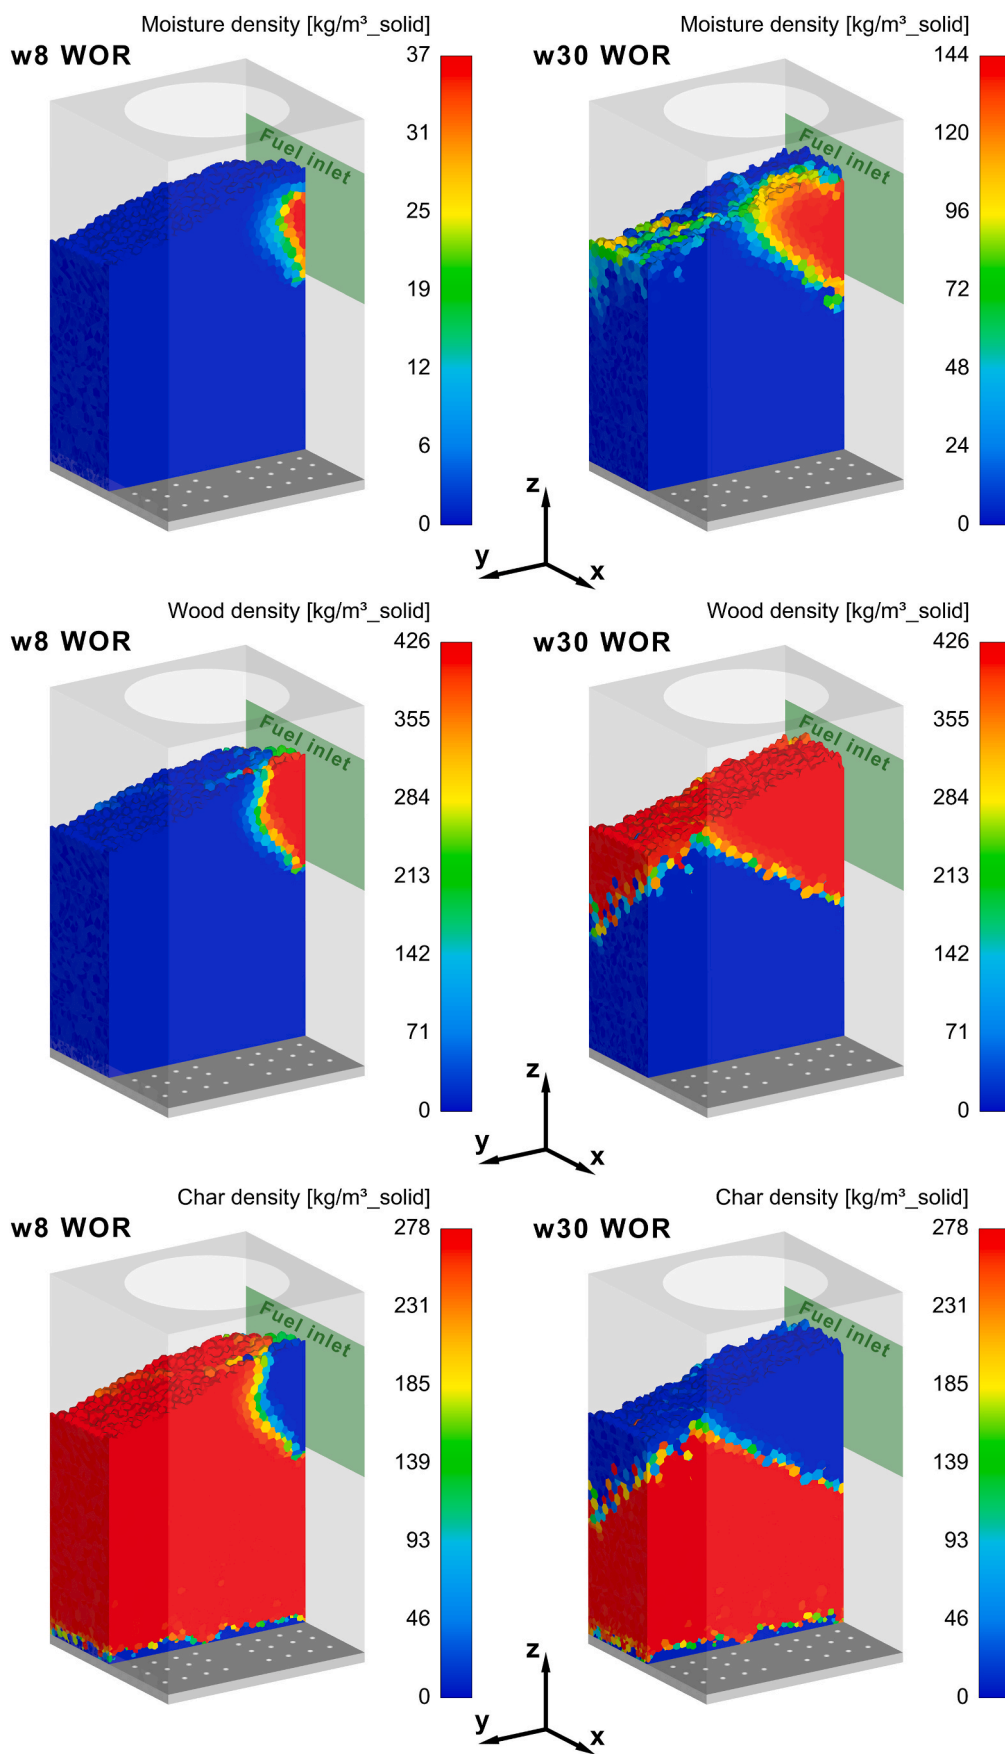 Moisture density [kg/m³_solid]
w8 WOR
37
31
25
19
12
6
0
Fuel inlet
Moisture density [kg/m³_solid]
w30 WOR
144
120
96
72
48
24
0
Fuel inlet
z
y
x
Wood density [kg/m³_solid]
w8 WOR
426
355
284
213
142
71
0
Fuel inlet
Wood density [kg/m³_solid]
w30 WOR
426
355
284
213
142
71
0
Fuel inlet
z
y
x
Char density [kg/m³_solid]
w8 WOR
278
231
185
139
93
46
0
Fuel inlet
Char density [kg/m³_solid]
w30 WOR
278
231
185
139
93
46
0
Fuel inlet
z
y
x